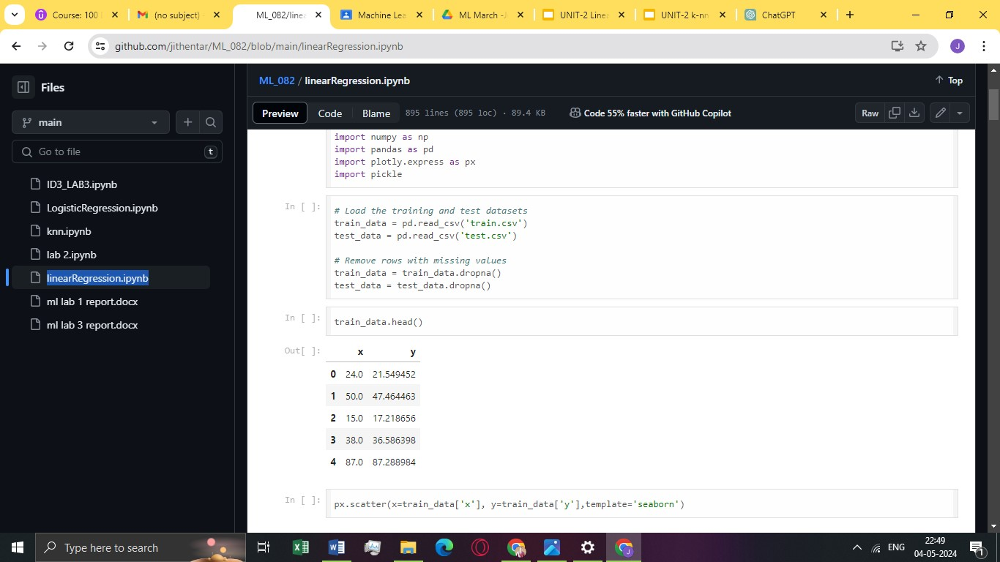 Course: 100
(no subject)
ML_082/linea
Machine Lea
ML March -J
UNIT-2 Linea
UNIT-2 k-nn
ChatGPT
github.com/jithentar/ML_082/blob/main/linearRegression.ipynb
J
Files
ML_082 / linearRegression.ipynb
Top
main
Preview
Code
Blame
895 lines (895 loc) · 89.4 KB
Code 55% faster with GitHub Copilot
Raw
Go to file
t
ID3_LAB3.ipynb
LogisticRegression.ipynb
knn.ipynb
lab 2.ipynb
linearRegression.ipynb
ml lab 1 report.docx
ml lab 3 report.docx
import numpy as np
import pandas as pd
import plotly.express as px
import pickle
In [ ]:
# Load the training and test datasets
train_data = pd.read_csv('train.csv')
test_data = pd.read_csv('test.csv')
# Remove rows with missing values
train_data = train_data.dropna()
test_data = test_data.dropna()
In [ ]:
train_data.head()
Out[ ]:
x y
0 24.0 21.549452
1 50.0 47.464463
2 15.0 17.218656
3 38.0 36.586398
4 87.0 87.288984
In [ ]:
px.scatter(x=train_data['x'], y=train_data['y'],template='seaborn')
Type here to search
ENG
22:49
04-05-2024
1